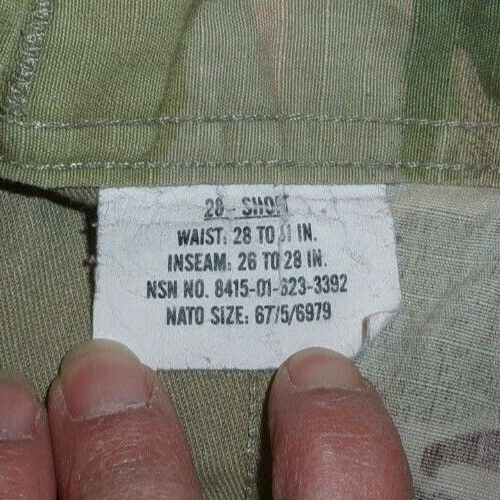 28 - SHORT
WAIST: 28 TO 31 IN.
INSEAM: 26 TO 28 IN.
NSN NO. 8415-01-623-3392
NATO SIZE: 67/5/6979